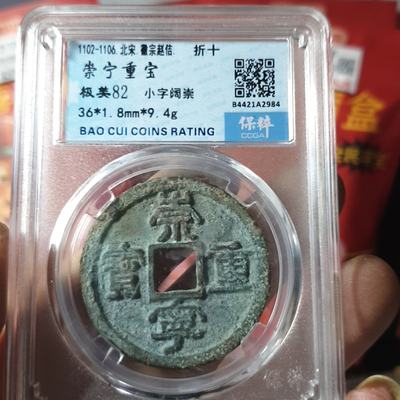 1102-1106.北宋 徽宗赵佶. 折十
崇宁重宝
极美82 小字阔崇
36*1.8mm*9.4g
BAO CUI COINS RATING
B4421A2984
保粹
CCGA
崇
寶 重
寧
盒